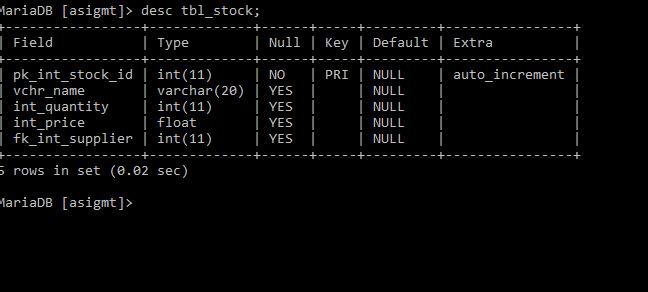 MariaDB [asigmt]> desc tbl_stock;
+-----------------+-------------+------+-----+---------+----------------+
| Field           | Type        | Null | Key | Default | Extra          |
+-----------------+-------------+------+-----+---------+----------------+
| pk_int_stock_id | int(11)     | NO   | PRI | NULL    | auto_increment |
| vchr_name       | varchar(20) | YES  |     | NULL    |                |
| int_quantity    | int(11)     | YES  |     | NULL    |                |
| int_price       | float       | YES  |     | NULL    |                |
| fk_int_supplier | int(11)     | YES  |     | NULL    |                |
+-----------------+-------------+------+-----+---------+----------------+
5 rows in set (0.02 sec)
MariaDB [asigmt]>